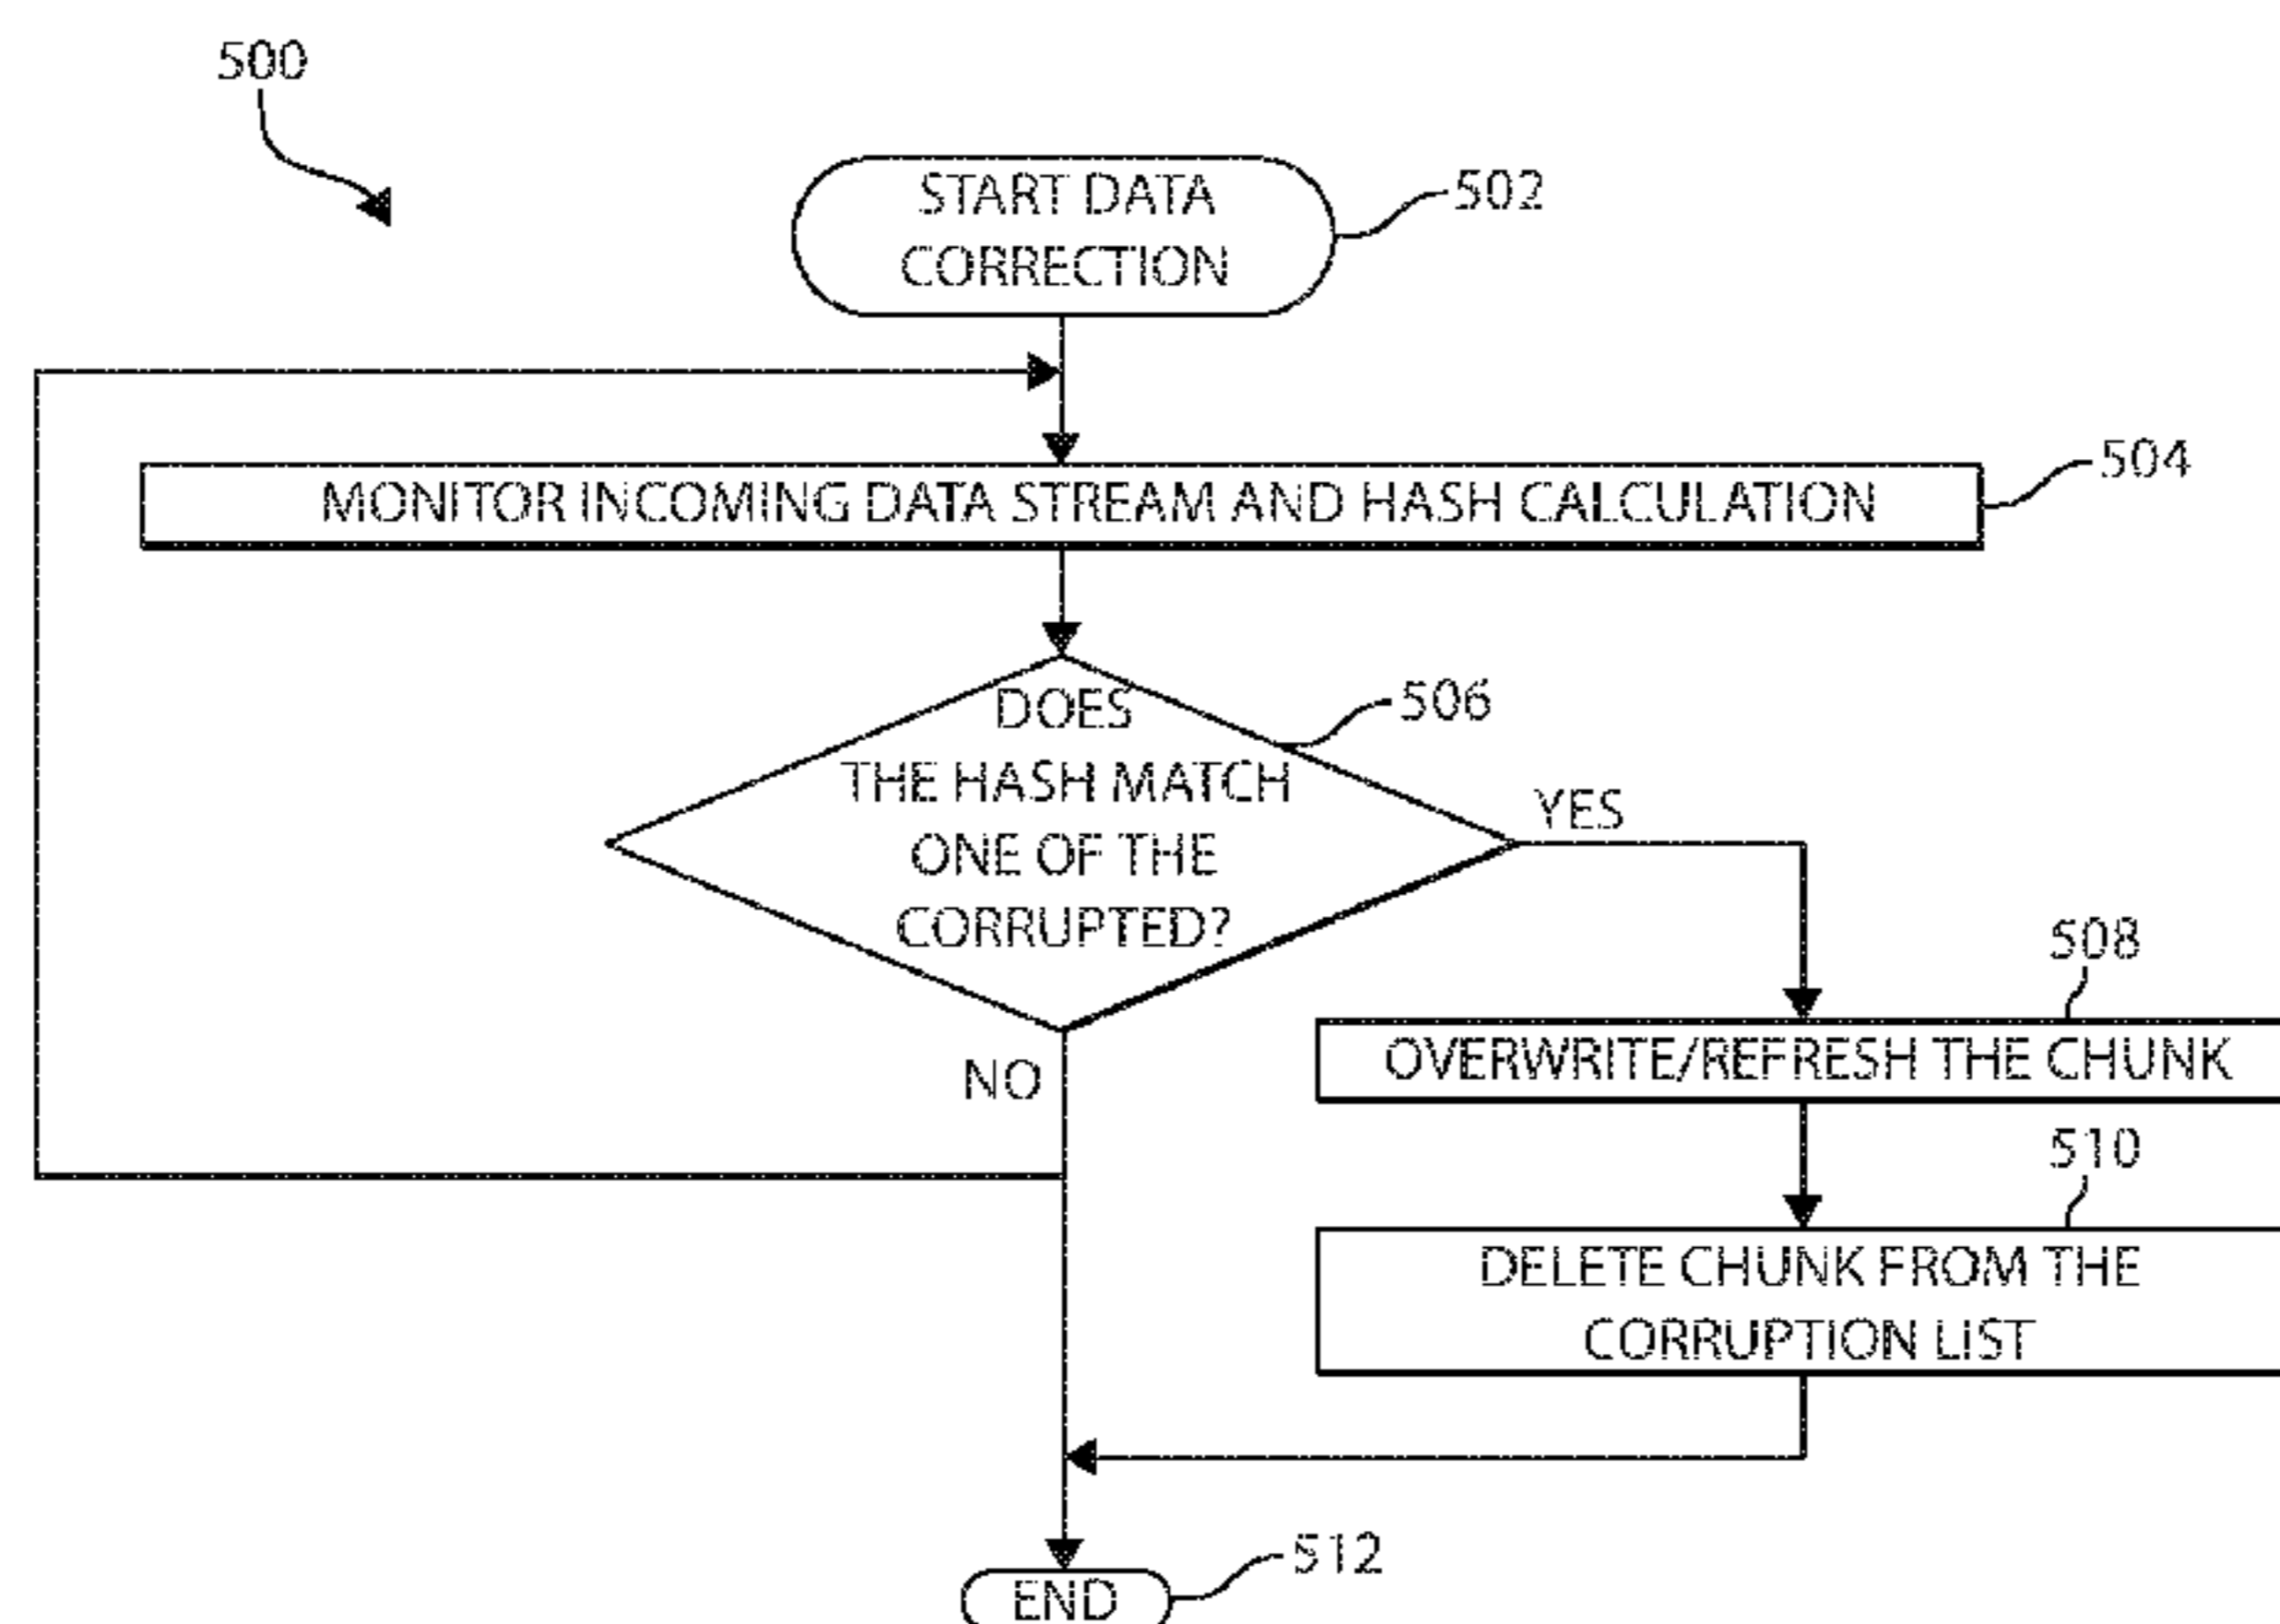 500
START DATA
CORRECTION
502
MONITOR INCOMING DATA STREAM AND HASH CALCULATION
504
DOES
THE HASH MATCH
ONE OF THE
CORRUPTED?
506
YES
NO
508
OVERWRITE/REFRESH THE CHUNK
510
DELETE CHUNK FROM THE
CORRUPTION LIST
512
END